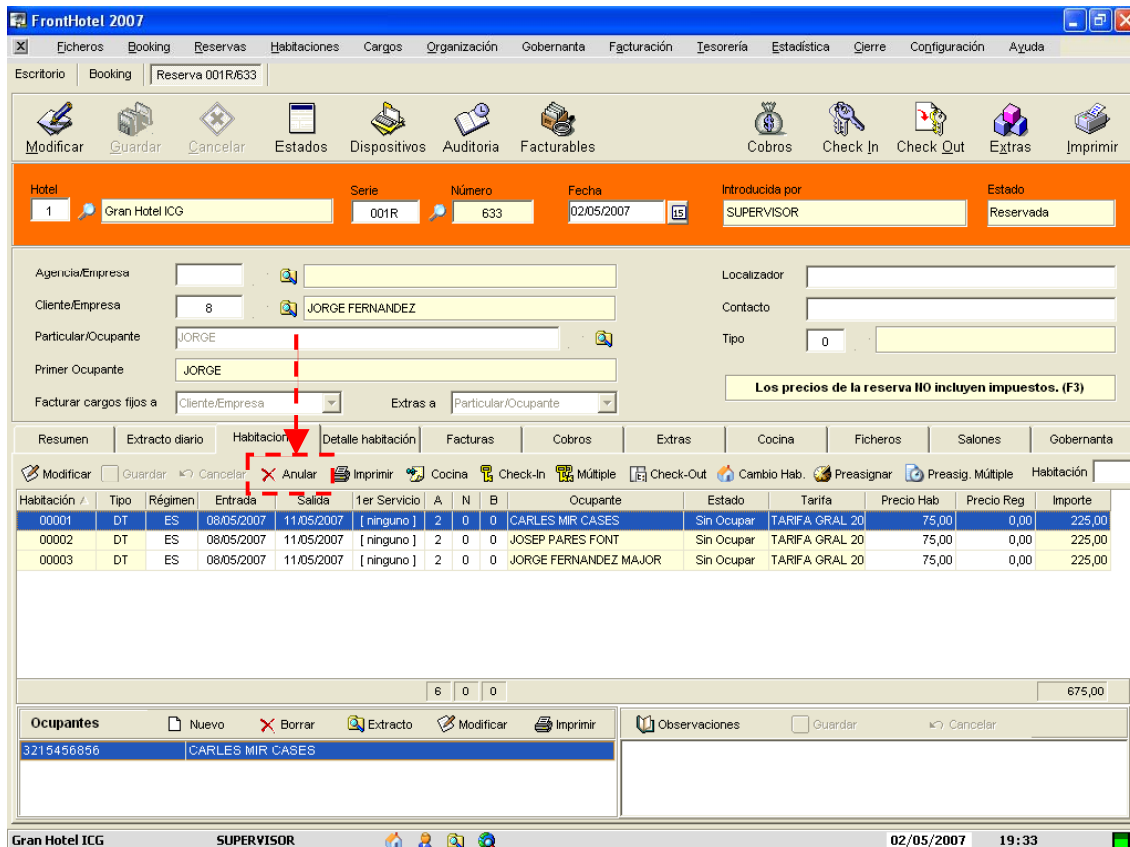 FrontHotel 2007
X Ficheros Booking Reservas Habitaciones Cargos Organización Gobernanta Facturación Tesorería Estadística Cierre Configuración Ayuda
Escritorio Booking Reserva 001R/633
Modificar Guardar Cancelar Estados Dispositivos Auditoria Facturables Cobros Check In Check Out Extras Imprimir
Hotel Serie Número Fecha Introducida por Estado
1 Gran Hotel ICG 001R 633 02/05/2007 15 SUPERVISOR Reservada
Agencia/Empresa Localizador
Cliente/Empresa 8 JORGE FERNANDEZ Contacto
Particular/Ocupante JORGE Tipo 0
Primer Ocupante JORGE
Los precios de la reserva NO incluyen impuestos. (F3)
Facturar cargos fijos a Cliente/Empresa Extras a Particular/Ocupante
Resumen Extracto diario Habitacion Detalle habitación Facturas Cobros Extras Cocina Ficheros Salones Gobernanta
Modificar Guardar Cancelar Anular Imprimir Cocina Check-In Múltiple Check-Out Cambio Hab. Preasignar Preasig. Múltiple Habitación
Habitación Tipo Régimen Entrada Salida 1er Servicio A N B Ocupante Estado Tarifa Precio Hab Precio Reg Importe
00001 DT ES 08/05/2007 11/05/2007 [ ninguno ] 2 0 0 CARLES MIR CASES Sin Ocupar TARIFA GRAL 20 75,00 0,00 225,00
00002 DT ES 08/05/2007 11/05/2007 [ ninguno ] 2 0 0 JOSEP PARES FONT Sin Ocupar TARIFA GRAL 20 75,00 0,00 225,00
00003 DT ES 08/05/2007 11/05/2007 [ ninguno ] 2 0 0 JORGE FERNANDEZ MAJOR Sin Ocupar TARIFA GRAL 20 75,00 0,00 225,00
6 0 0 675,00
Ocupantes Nuevo Borrar Extracto Modificar Imprimir Observaciones Guardar Cancelar
3215456856 CARLES MIR CASES
Gran Hotel ICG SUPERVISOR 02/05/2007 19:33